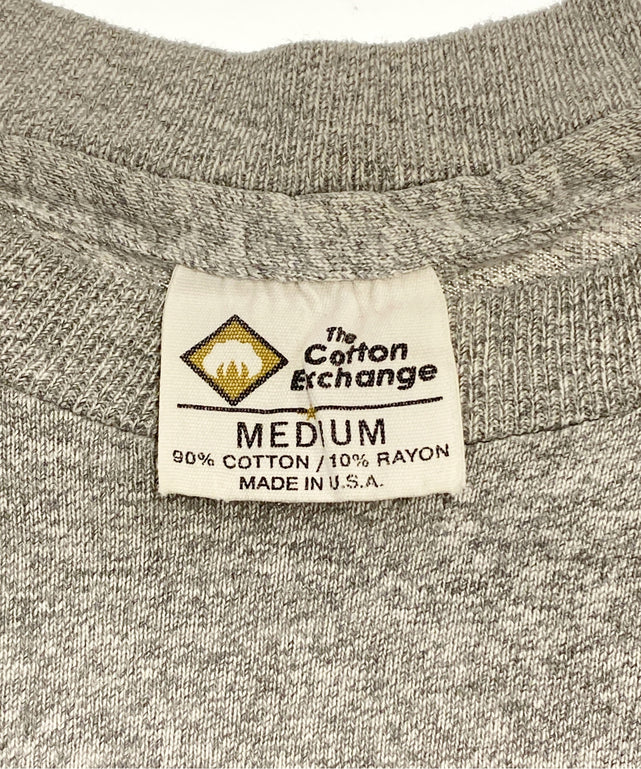 The
Cotton
Exchange
MEDIUM
90% COTTON / 10% RAYON
MADE IN U.S.A.